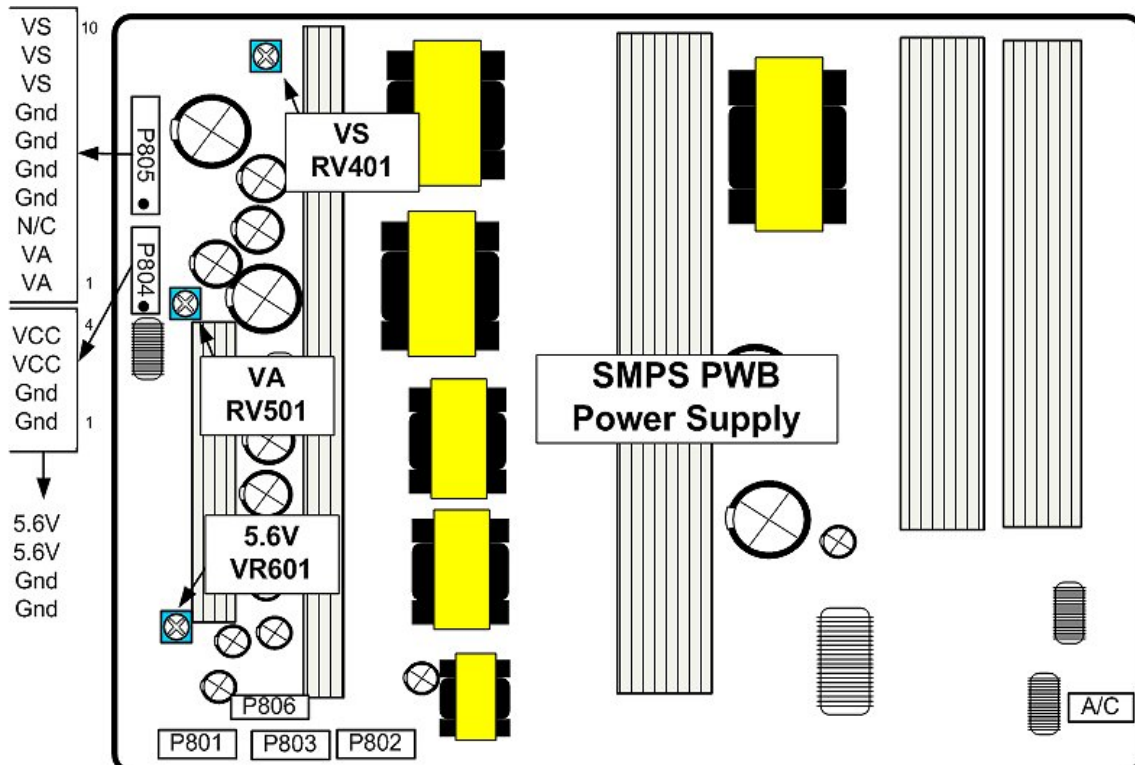 VS 10
VS
VS
Gnd
Gnd
Gnd
Gnd
N/C
VA
VA 1
4
VCC
VCC
Gnd
Gnd 1
5.6V
5.6V
Gnd
Gnd
P805
P804
VS
RV401
VA
RV501
5.6V
VR601
SMPS PWB
Power Supply
P806
P801
P803
P802
A/C